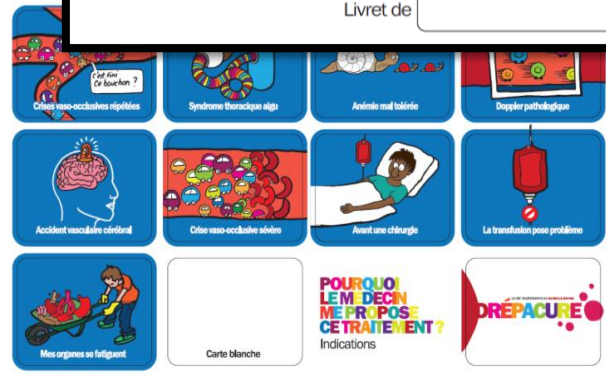 Livret de
c'est fini
ce bouchon ?
Crises vaso-occlusives répétées
Syndrome thoracique aigu
Anémie mal tolérée
Doppler pathologique
Accident vasculaire cérébral
Crise vaso-occlusive sévère
Avant une chirurgie
La transfusion pose problème
Mes organes se fatiguent
Carte blanche
POURQUOI
LE MEDECIN
ME PROPOSE
CE TRAITEMENT ?
Indications
DRÉPACURE